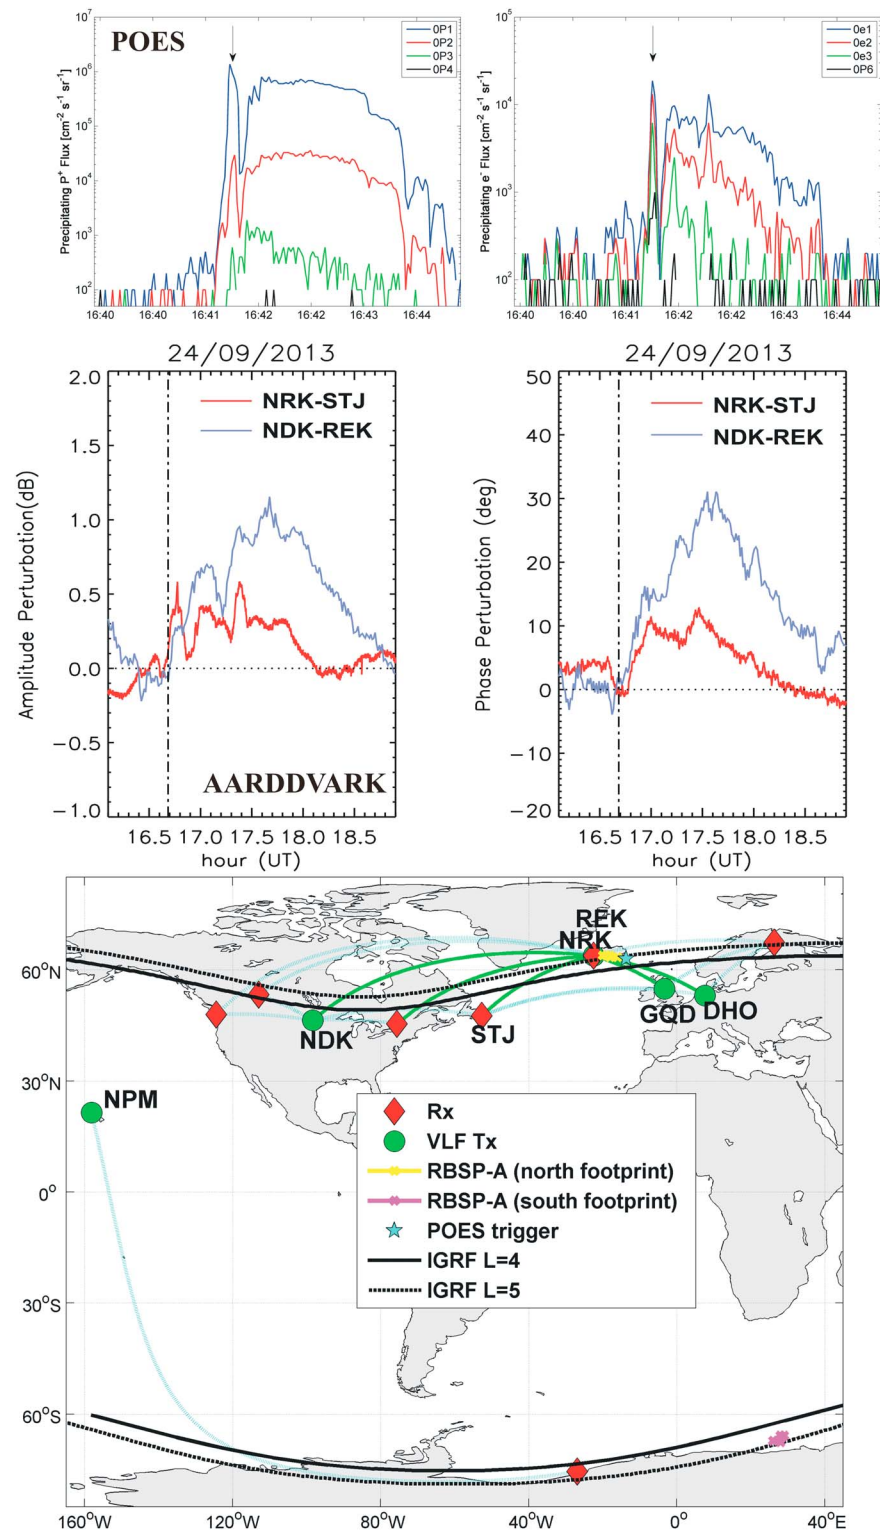 POES
0P1
0P2
0P3
0P4
Precipitating P⁺ Flux [cm⁻² s⁻¹ sr⁻¹]
10⁷
10⁶
10⁵
10⁴
10³
10²
16:40 16:40 16:41 16:42 16:42 16:43 16:44
0e1
0e2
0e3
0P6
Precipitating e⁻ Flux [cm⁻² s⁻¹ sr⁻¹]
10⁵
10⁴
10³
10²
16:40 16:40 16:41 16:42 16:42 16:43 16:44
24/09/2013
NRK-STJ
NDK-REK
Amplitude Perturbation(dB)
2.0
1.5
1.0
0.5
0.0
−0.5
−1.0
AARDDVARK
16.5 17.0 17.5 18.0 18.5
hour (UT)
24/09/2013
NRK-STJ
NDK-REK
Phase Perturbation (deg)
50
40
30
20
10
0
−10
−20
16.5 17.0 17.5 18.0 18.5
hour (UT)
REK
NRK
60°N
NDK
STJ
GQD
DHO
30°N
NPM
Rx
VLF Tx
RBSP-A (north footprint)
RBSP-A (south footprint)
POES trigger
IGRF L=4
IGRF L=5
0°
30°S
60°S
160°W 120°W 80°W 40°W 0° 40°E